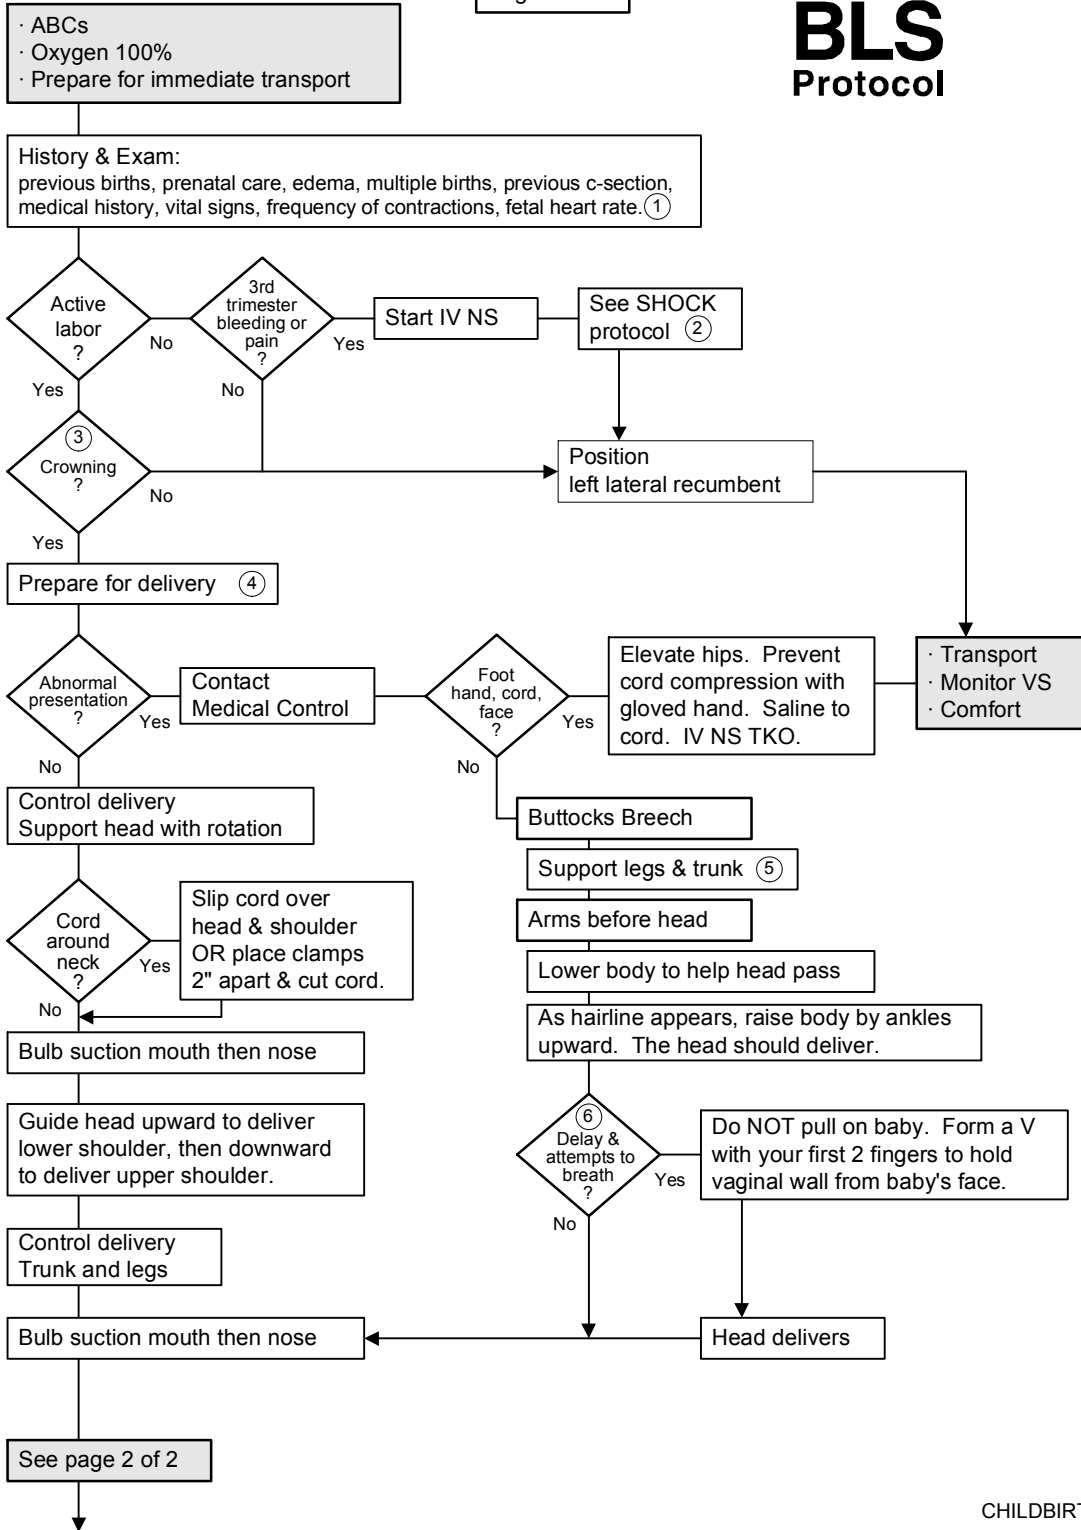 · ABCs
· Oxygen 100%
· Prepare for immediate transport
BLS
Protocol
History & Exam:
previous births, prenatal care, edema, multiple births, previous c-section,
medical history, vital signs, frequency of contractions, fetal heart rate. 1
Active
labor
?
No
Yes
3rd
trimester
bleeding or
pain
?
Yes
No
Start IV NS
See SHOCK
protocol 2
3
Crowning
?
No
Yes
Position
left lateral recumbent
Prepare for delivery 4
Abnormal
presentation
?
Yes
No
Contact
Medical Control
Foot
hand, cord,
face
?
Yes
No
Elevate hips. Prevent
cord compression with
gloved hand. Saline to
cord. IV NS TKO.
· Transport
· Monitor VS
· Comfort
Control delivery
Support head with rotation
Buttocks Breech
Support legs & trunk 5
Arms before head
Lower body to help head pass
As hairline appears, raise body by ankles
upward. The head should deliver.
Cord
around
neck
?
Yes
No
Slip cord over
head & shoulder
OR place clamps
2" apart & cut cord.
Bulb suction mouth then nose
Guide head upward to deliver
lower shoulder, then downward
to deliver upper shoulder.
6
Delay &
attempts to
breath
?
Yes
No
Do NOT pull on baby. Form a V
with your first 2 fingers to hold
vaginal wall from baby's face.
Control delivery
Trunk and legs
Bulb suction mouth then nose
Head delivers
See page 2 of 2